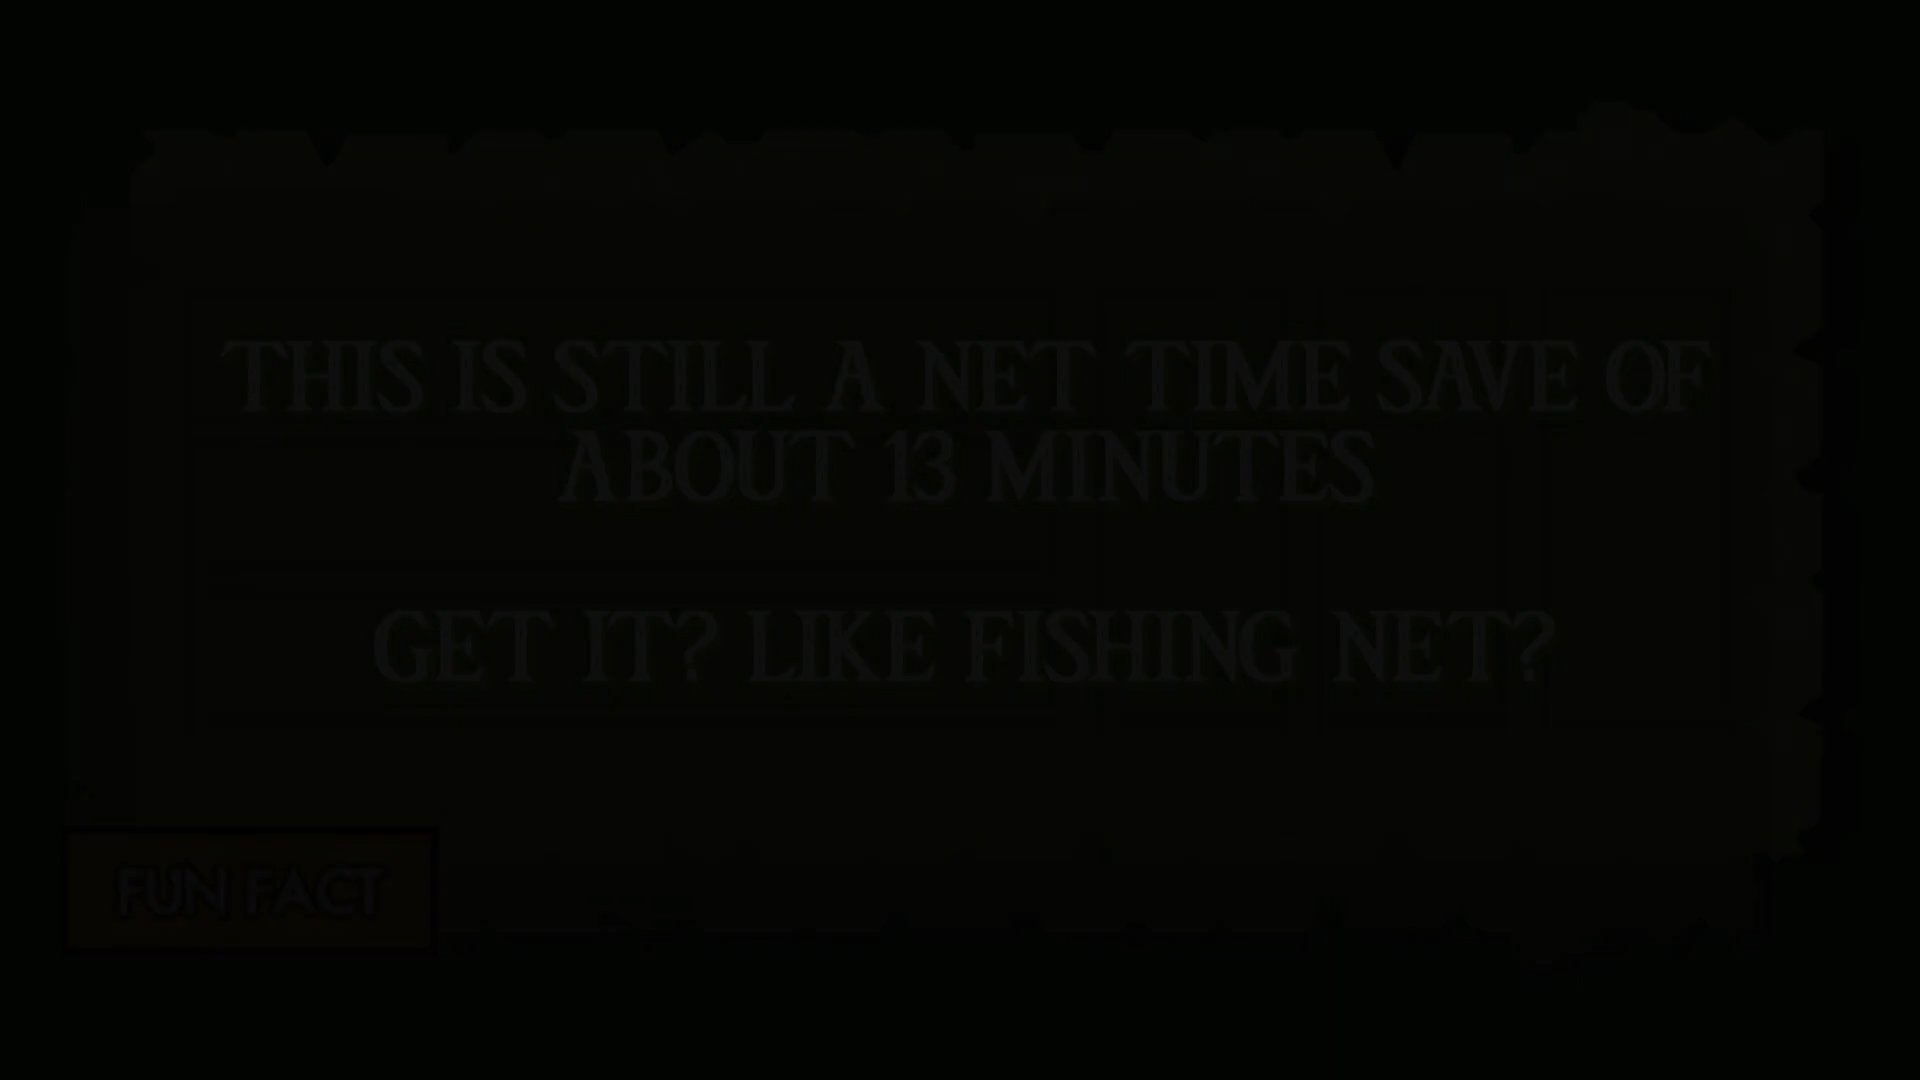 THIS IS STILL A NET TIME SAVE OF
ABOUT 13 MINUTES
GET IT? LIKE FISHING NET?
FUN FACT